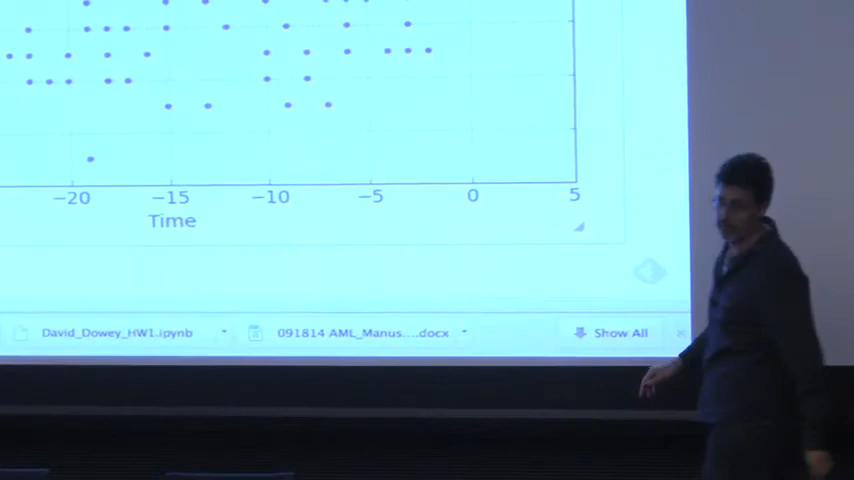 −20 −15 −10 −5 0 5
Time
David_Dowey_HW1.ipynb 091814 AML_Manus....docx Show All